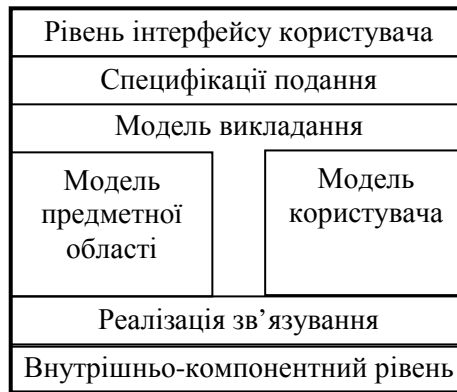 Рівень інтерфейсу користувача
Специфікації подання
Модель викладання
Модель
предметної
області
Модель
користувача
Реалізація зв’язування
Внутрішньо-компонентний рівень